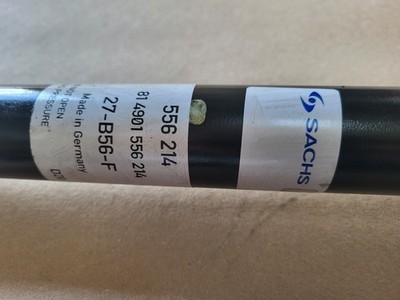 SACHS
556 214
81 4901 556 214
27-B56-F
Made in Germany
OPEN
PRESSURE